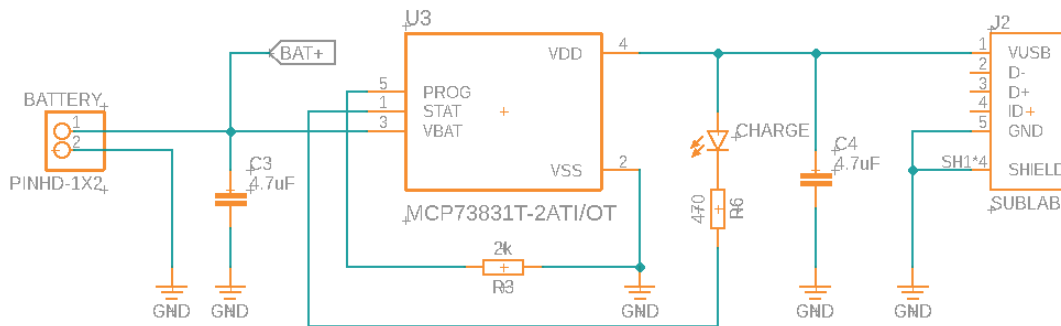 U3
J2
BAT+
VDD
4
1
VUSB
2
D-
5
PROG
3
D+
BATTERY
1
STAT
4
ID+
1
3
VBAT
CHARGE
5
GND
2
C3
4.7uF
VSS
2
C4
4.7uF
SH1*4
SHIELD
PINHD-1X2
470
R6
SUBLAB
MCP73831T-2ATI/OT
2k
R3
GND
GND
GND
GND
GND